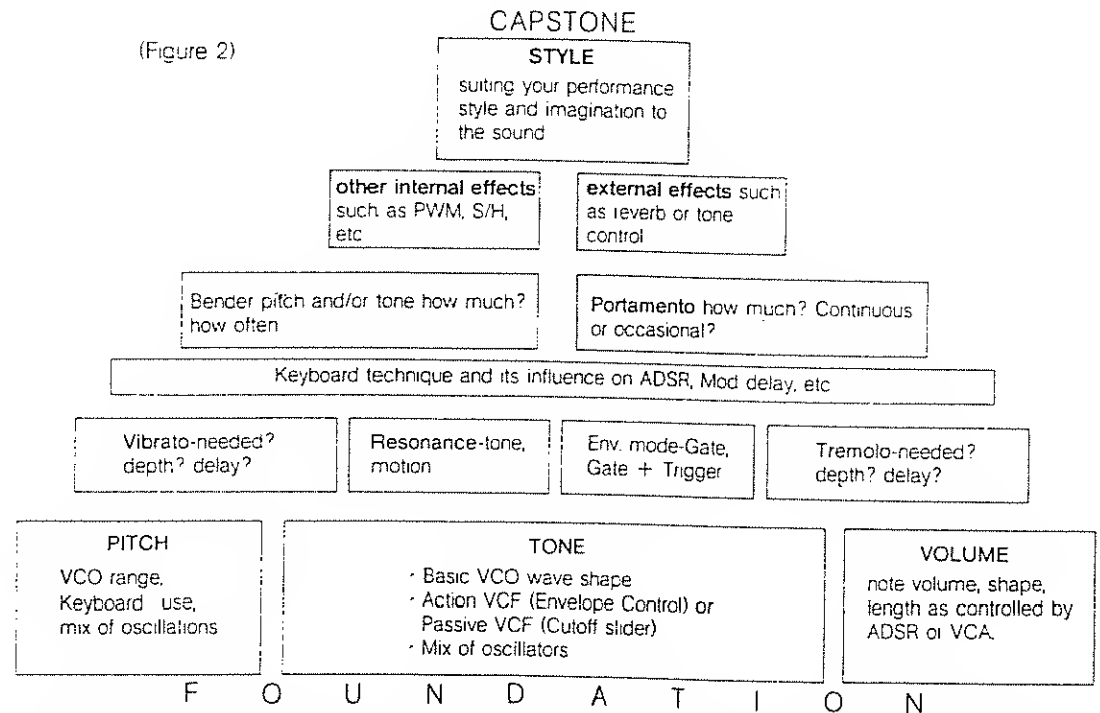 CAPSTONE
(Figure 2)
STYLE
suiting your performance
style and imagination to
the sound
other internal effects
such as PWM, S/H,
etc
external effects such
as reverb or tone
control
Bender pitch and/or tone how much?
how often
Portamento how much? Continuous
or occasional?
Keyboard technique and its influence on ADSR, Mod delay, etc
Vibrato-needed?
depth? delay?
Resonance-tone,
motion
Env. mode-Gate,
Gate + Trigger
Tremolo-needed?
depth? delay?
PITCH
VCO range,
Keyboard use,
mix of oscillations
TONE
· Basic VCO wave shape
· Action VCF (Envelope Control) or
Passive VCF (Cutoff slider)
· Mix of oscillators
VOLUME
note volume, shape,
length as controlled by
ADSR or VCA.
F O U N D A T I O N